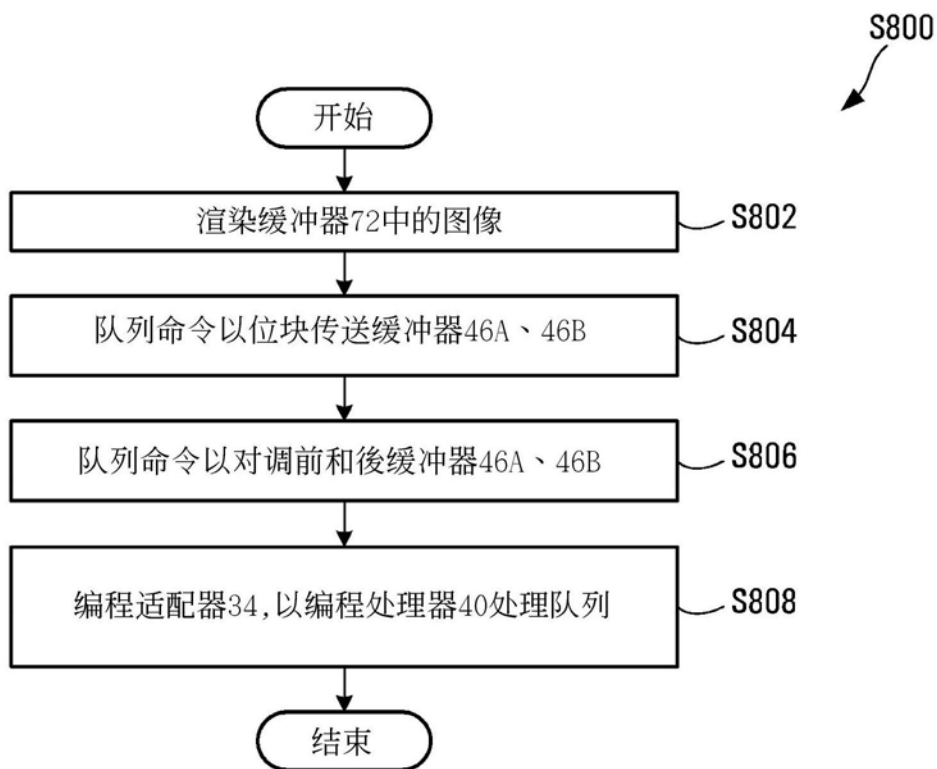 S800
开始
渲染缓冲器72中的图像
S802
队列命令以位块传送缓冲器46A、46B
S804
队列命令以对调前和後缓冲器46A、46B
S806
编程适配器34,以编程处理器40处理队列
S808
结束